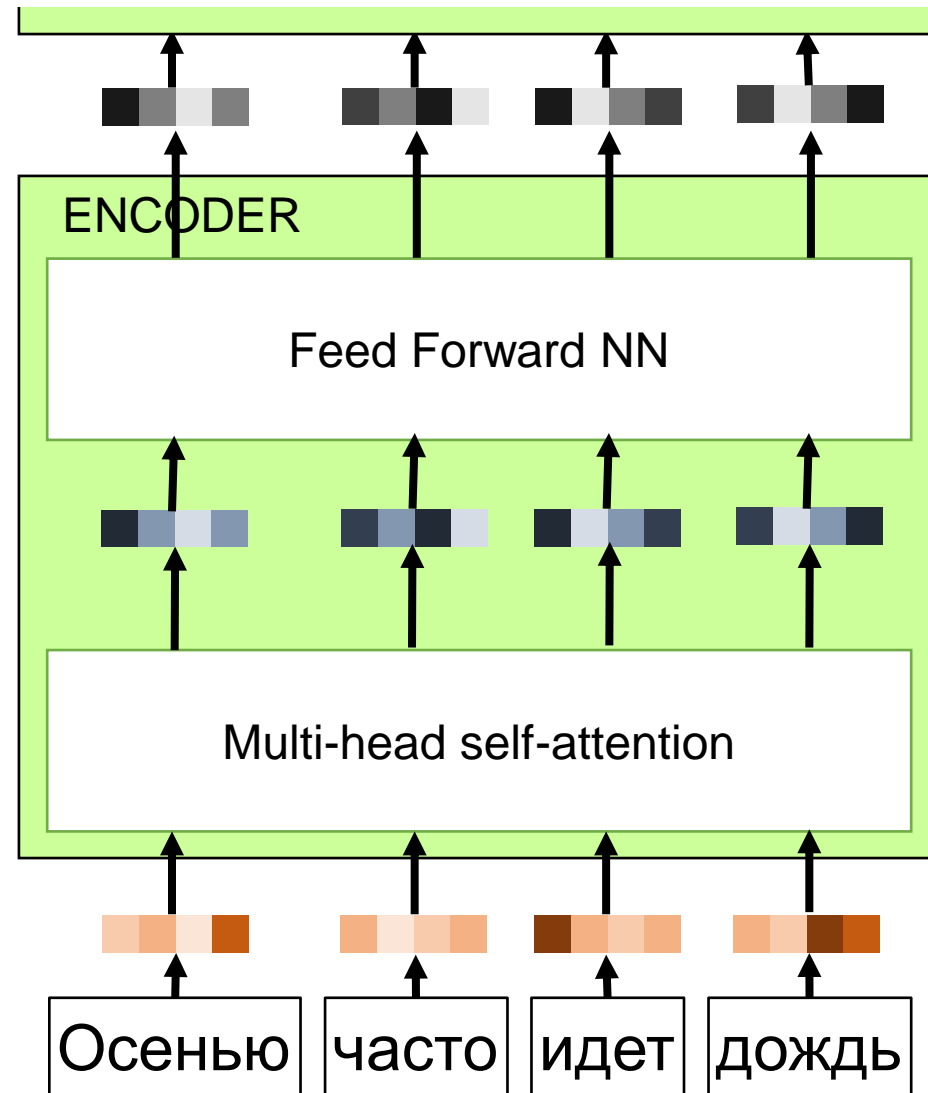 ENCODER
Feed Forward NN
Multi-head self-attention
Осенью часто идет дождь